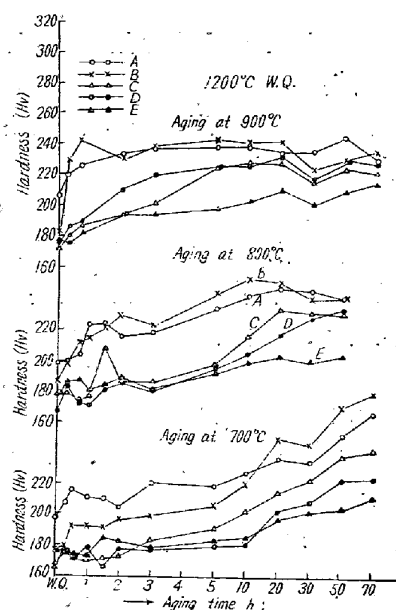 320
300
280
260
240
220
200
180
160
220
200
180
160
220
200
180
160
Hardness (Hv)
Hardness (Hv)
Hardness (Hv)
A
B
C
D
E
1200°C W.Q.
Aging at 900°C
Aging at 800°C
b
A
C
D
E
Aging at 700°C
W.Q. 1 2 3 5 10 20 30 50 70
→ Aging time h